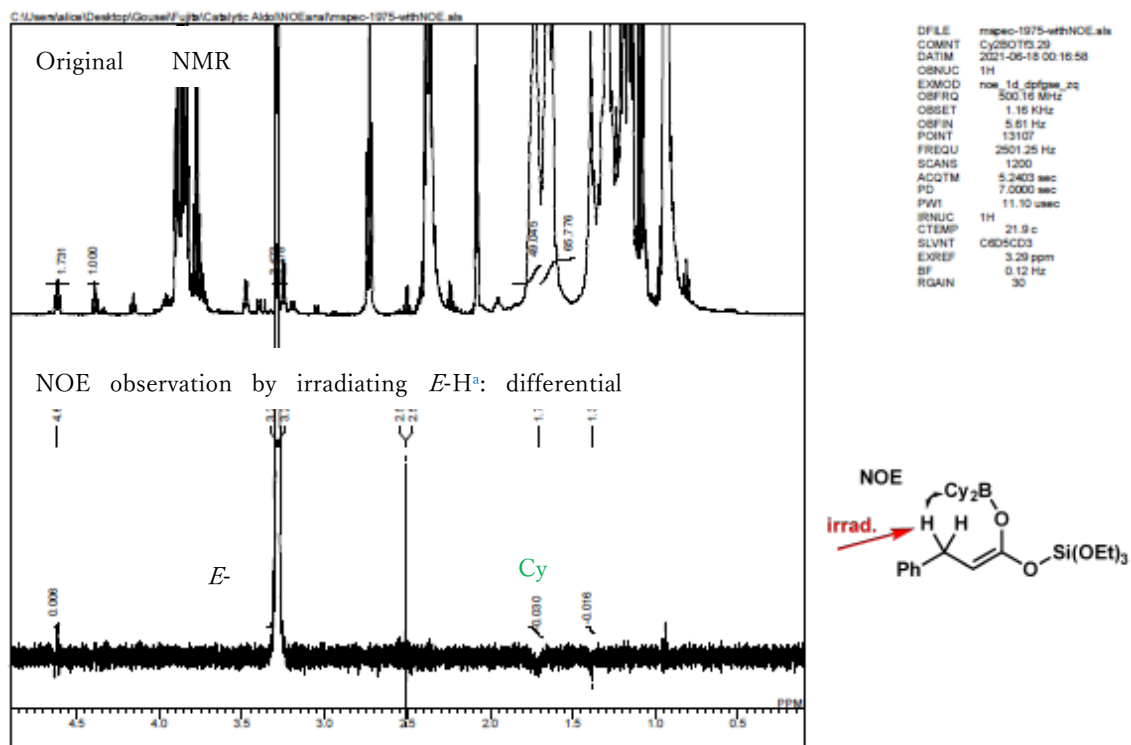 C:\Users\alice\Desktop\Gousei\Fujita\Catalytic Aldol\NOEanal\mspec-1975-withNOE.als
Original NMR
1.731
1.000
49.045
65.776
NOE observation by irradiating E-Hᵃ: differential
E-
Cy
0.006
0.030
-0.016
PPM
4.5 4.0 3.5 3.0 2.5 2.0 1.5 1.0 0.5
DFILE mspec-1975-withNOE.als
COMNT Cy2BOTf3.29
DATIM 2021-06-18 00:16:58
OBNUC 1H
EXMOD noe_1d_dpfgse_zq
OBFRQ 500.16 MHz
OBSET 1.16 KHz
OBFIN 5.61 Hz
POINT 13107
FREQU 2501.25 Hz
SCANS 1200
ACQTM 5.2403 sec
PD 7.0000 sec
PW1 11.10 usec
IRNUC 1H
CTEMP 21.9 c
SLVNT C6D5CD3
EXREF 3.29 ppm
BF 0.12 Hz
RGAIN 30
NOE
Cy₂B
irrad.
H H
O
Si(OEt)₃
Ph
O